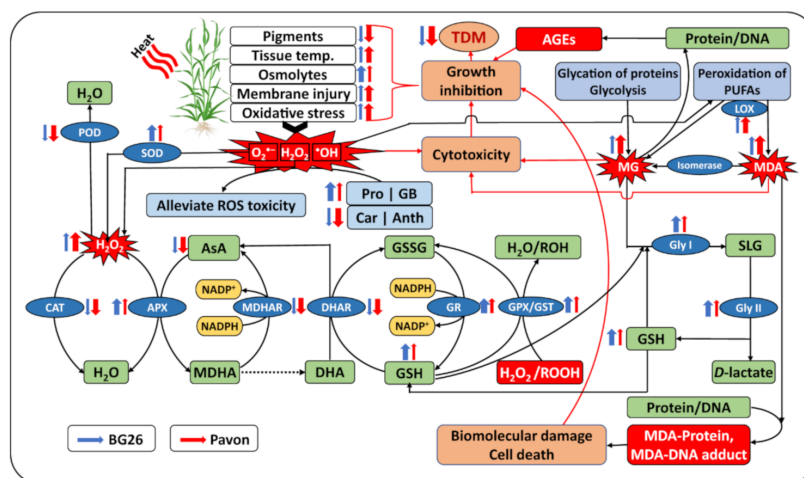 Heat
Pigments
Tissue temp.
Osmolytes
Membrane injury
Oxidative stress
TDM
AGEs
Protein/DNA
Growth
inhibition
Glycation of proteins
Glycolysis
Peroxidation of
PUFAs
LOX
H₂O
POD
SOD
O₂•⁻
H₂O₂
•OH
Cytotoxicity
MG
Isomerase
MDA
Alleviate ROS toxicity
Pro | GB
Car | Anth
H₂O₂
AsA
GSSG
H₂O/ROH
Gly I
SLG
NADP⁺
NADPH
NADPH
NADP⁺
CAT
APX
MDHAR
DHAR
GR
GPX/GST
Gly II
GSH
H₂O
MDHA
DHA
GSH
H₂O₂/ROOH
D-lactate
Protein/DNA
BG26
Pavon
Biomolecular damage
Cell death
MDA-Protein,
MDA-DNA adduct